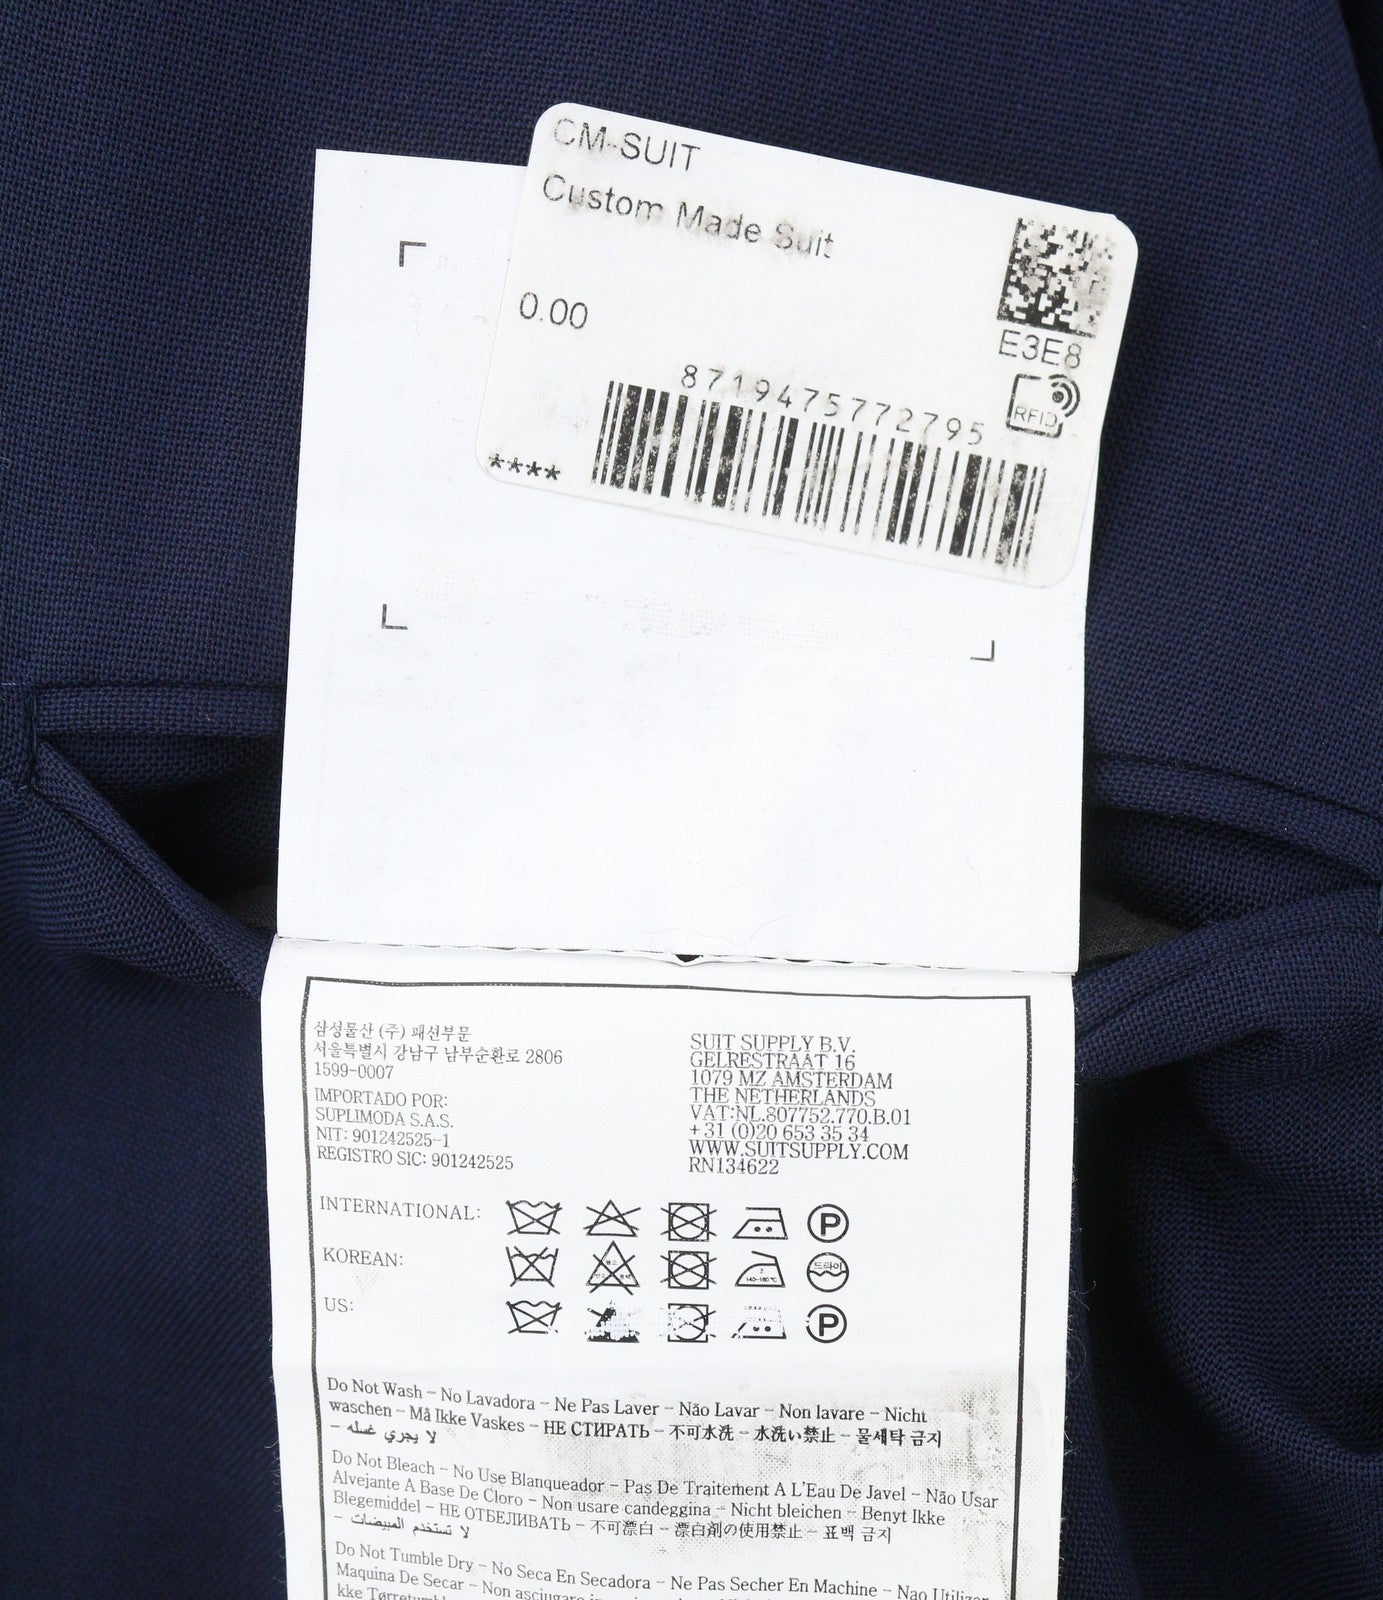 CM-SUIT
Custom Made Suit
0.00
E3E8
RFID
8719475772795
****
삼성물산 (주) 패션부문
서울특별시 강남구 남부순환로 2806
1599-0007
IMPORTADO POR:
SUPLIMODA S.A.S.
NIT: 901242525-1
REGISTRO SIC: 901242525
SUIT SUPPLY B.V.
GELRESTRAAT 16
1079 MZ AMSTERDAM
THE NETHERLANDS
VAT:NL.807752.770.B.01
+31 (0)20 653 35 34
WWW.SUITSUPPLY.COM
RN134622
INTERNATIONAL:
P
KOREAN:
2
140-160 ℃
드라이
US:
P
Do Not Wash – No Lavadora – Ne Pas Laver – Não Lavar – Non lavare – Nicht
waschen – Må Ikke Vaskes – НЕ СТИРАТЬ – 不可水洗 – 水洗い禁止 – 물세탁 금지
– لا يجري غسله
Do Not Bleach – No Use Blanqueador – Pas De Traitement A L'Eau De Javel – Não Usar
Alvejante A Base De Cloro – Non usare candeggina – Nicht bleichen – Benyt Ikke
Blegemiddel – НЕ ОТБЕЛИВАТЬ – 不可漂白 – 漂白剤の使用禁止 – 표백 금지
– لا تستخدم المبيضات
Do Not Tumble Dry – No Seca En Secadora – Ne Pas Secher En Machine – Nao Utilizar
Maquina De Secar – Non asciugare
kke